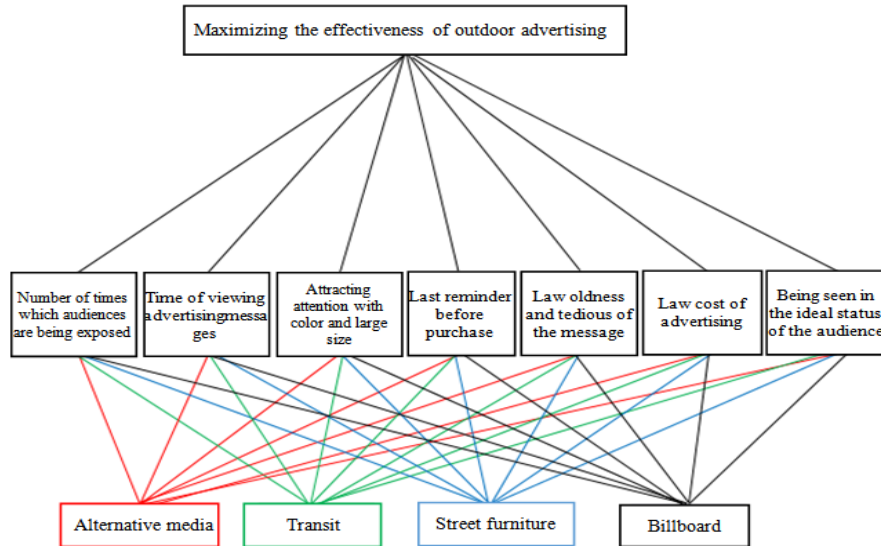 Maximizing the effectiveness of outdoor advertising
Number of times
which audiences
are being exposed
Time of viewing
advertisingmessa
ges
Attracting
attention with
color and large
size
Last reminder
before
purchase
Law oldness
and tedious of
the message
Law cost of
advertising
Being seen in
the ideal status
of the audience
Alternative media
Transit
Street furniture
Billboard